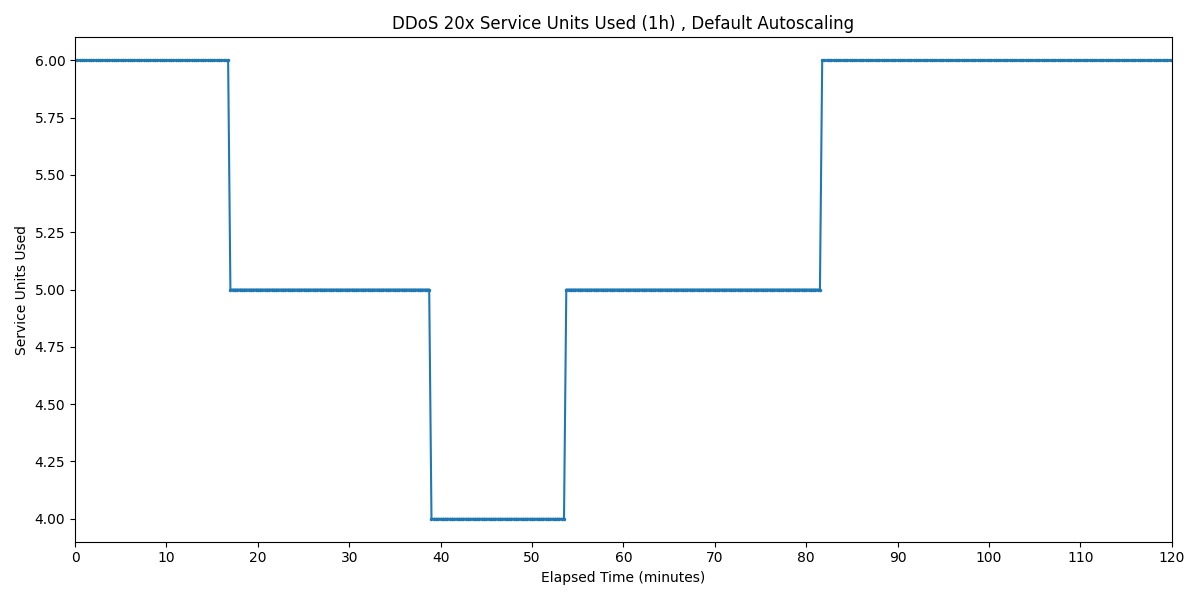 DDoS 20x Service Units Used (1h) , Default Autoscaling
6.00
5.75
5.50
5.25
5.00
4.75
4.50
4.25
4.00
Service Units Used
0 10 20 30 40 50 60 70 80 90 100 110 120
Elapsed Time (minutes)